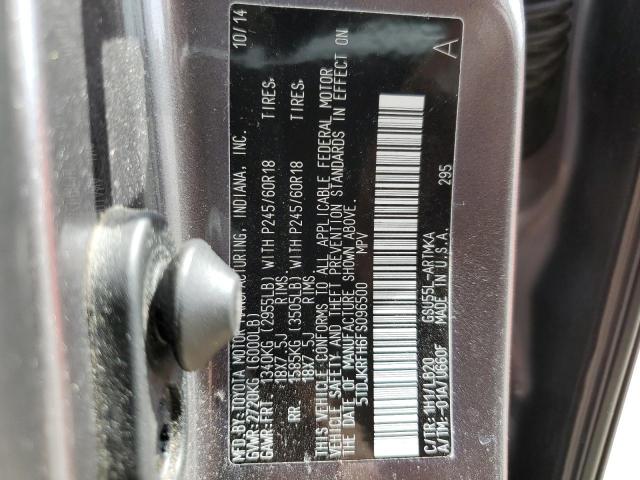 MFD.BY: TOYOTA MOTOR MANUFACTURING, INDIANA, INC. 10/14
GVWR: 2720KG (6000LB)
GAWR: FRT 1340KG (2955LB) WITH P245/60R18 TIRES,
18X7.5J RIMS,
RR 1585KG (3505LB) WITH P245/60R18 TIRES,
18X7.5J RIMS,
THIS VEHICLE CONFORMS TO ALL APPLICABLE FEDERAL MOTOR
VEHICLE SAFETY AND THEFT PREVENTION STANDARDS IN EFFECT ON
THE DATE OF MANUFACTURE SHOWN ABOVE.
5TDJKRFH6FS096500 MPV A
295
C/TR: 1H1/LB20 GSU55L-ARTMKA
A/TM: -01A/U660F MADE IN U.S.A.